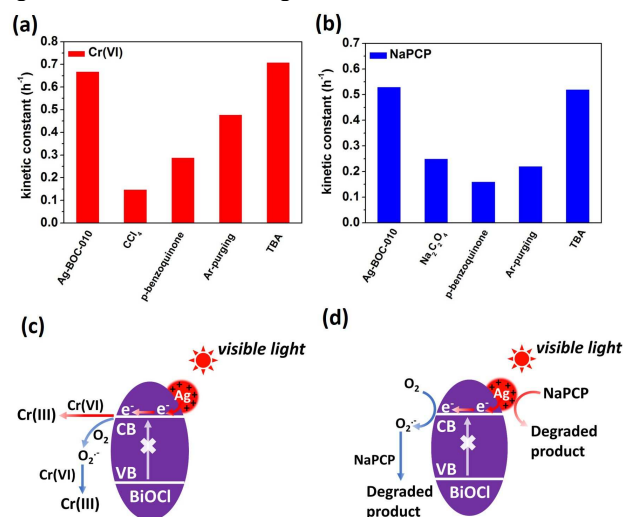 (a)
Cr(VI)
kinetic constant (h⁻¹)
0.8
0.7
0.6
0.5
0.4
0.3
0.2
0.1
0.0
Ag-BOC-010
CCl₄
p-benzoquinone
Ar-purging
TBA
(b)
NaPCP
kinetic constant (h⁻¹)
0.7
0.6
0.5
0.4
0.3
0.2
0.1
0.0
Ag-BOC-010
Na₂C₂O₄
p-benzoquinone
Ar-purging
TBA
(c)
visible light
Ag
Cr(VI)
Cr(III)
e⁻
e⁻
O₂
CB
O₂·⁻
Cr(VI)
VB
Cr(III)
BiOCl
(d)
visible light
O₂
Ag
NaPCP
e⁻
e⁻
O₂·⁻
CB
Degraded
product
NaPCP
VB
Degraded
product
BiOCl